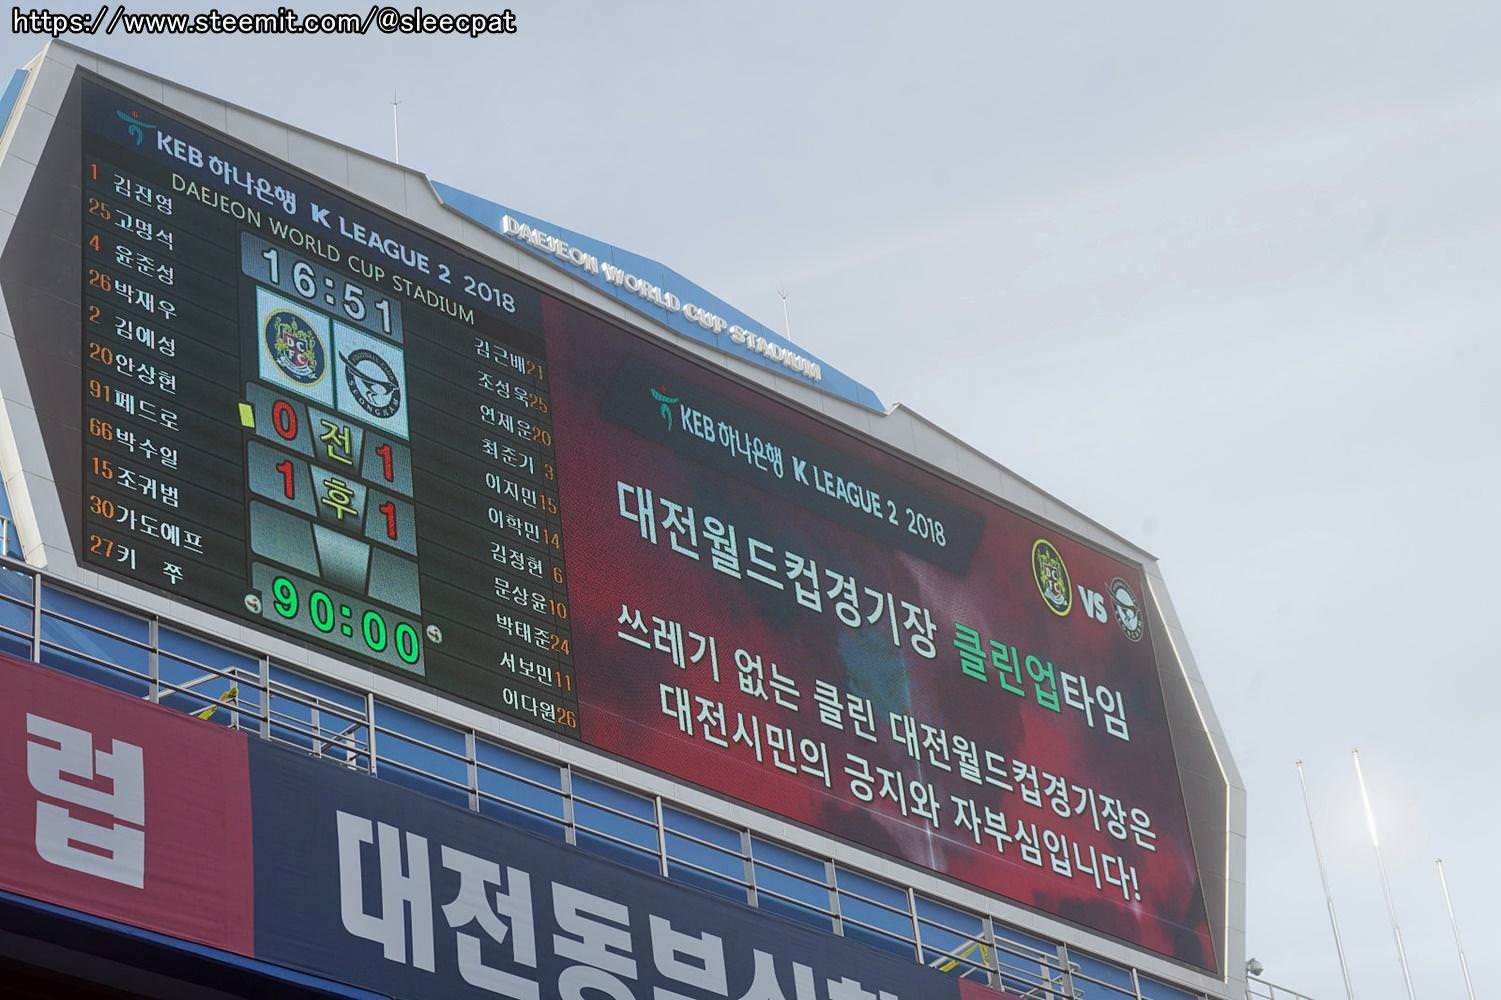 https://www.steemit.com/@sleecpat
DAEJEON WORLD CUP STADIUM
KEB 하나은행 K LEAGUE 2 2018
DAEJEON WORLD CUP STADIUM
16:51
1 김진영
25 고명석
4 윤준성
26 박재우
2 김예성
20 안상현
91 페드로
66 박수일
15 조귀범
30 가도에프
27 키 쭈
0 전 1
1 후 1
90:00
김근배 21
조성욱 25
연제운 20
최준기 3
이지민 15
이학민 14
김정현 6
문상윤 10
박태준 24
서보민 11
이다원 26
KEB 하나은행 K LEAGUE 2 2018
VS
대전월드컵경기장 클린업타임
쓰레기 없는 클린 대전월드컵경기장은
대전시민의 긍지와 자부심입니다!
럽
대전동부